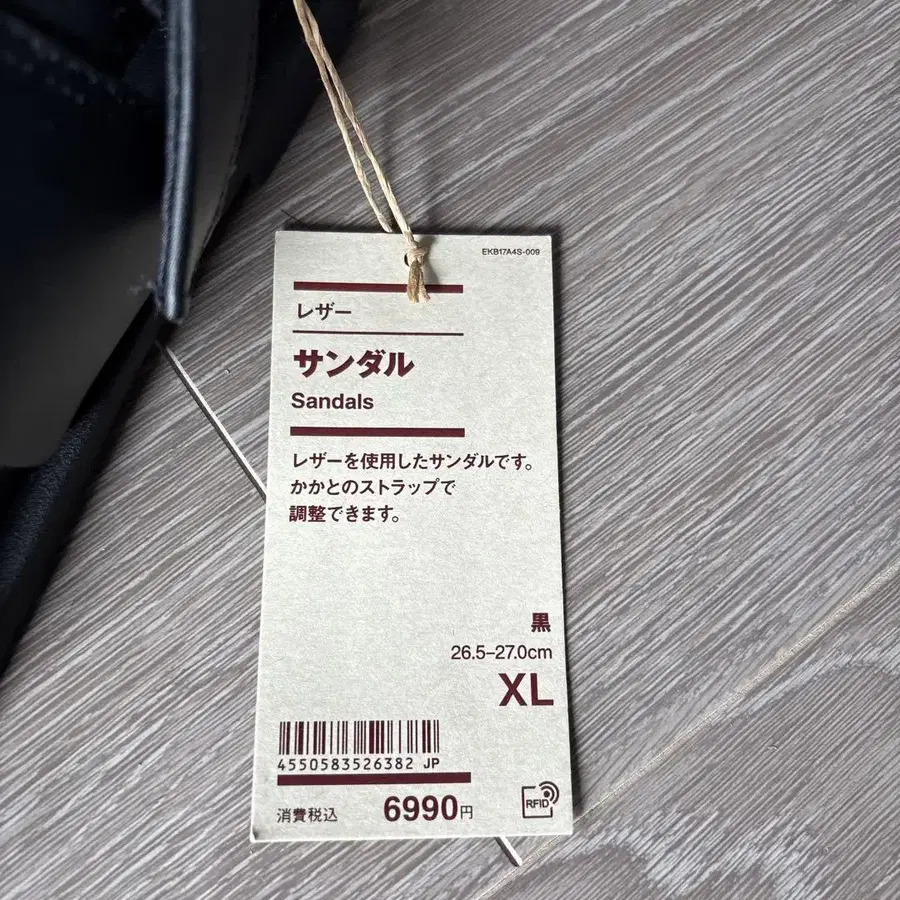 EKB17A4S-009
レザー
サンダル
Sandals
レザーを使用したサンダルです。
かかとのストラップで
調整できます。
黒
26.5–27.0cm
XL
4550583526382 JP
消費税込 6990円
RFID